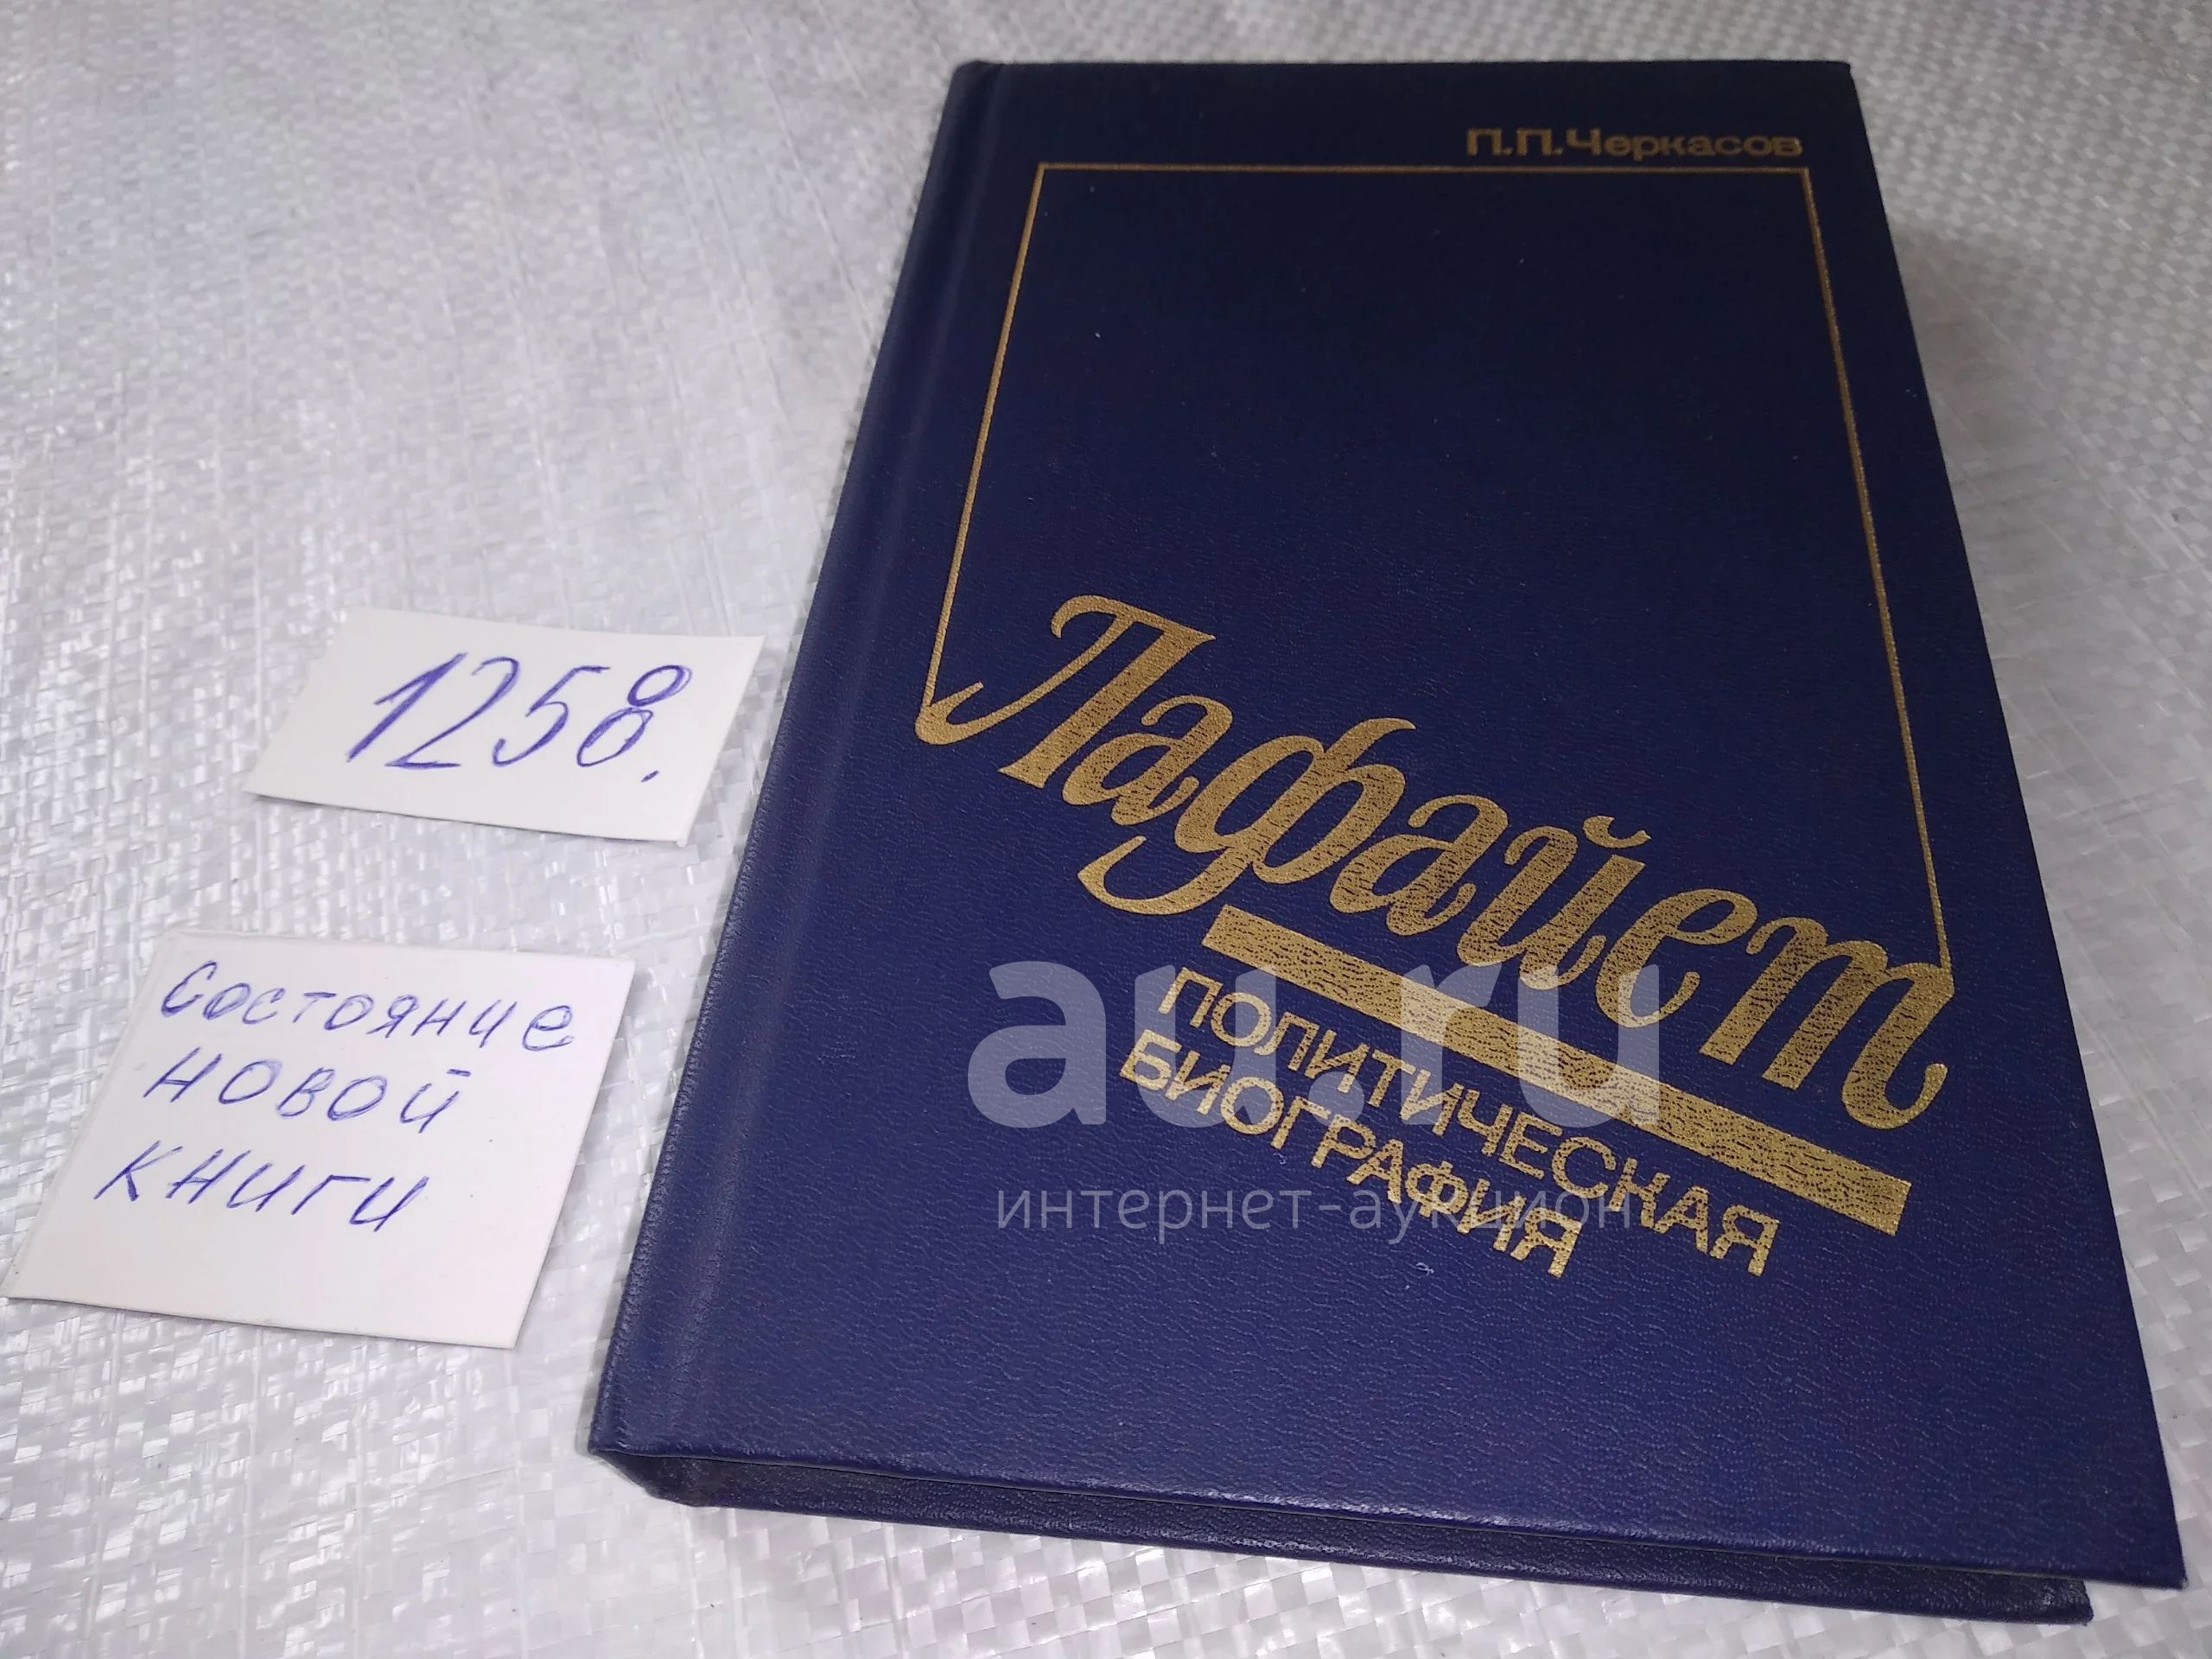 П.П.Черкасов
Лафайет
ПОЛИТИЧЕСКАЯ
БИОГРАФИЯ
1258.
Состояние
новой
книги
au.ru
интернет-аукцион